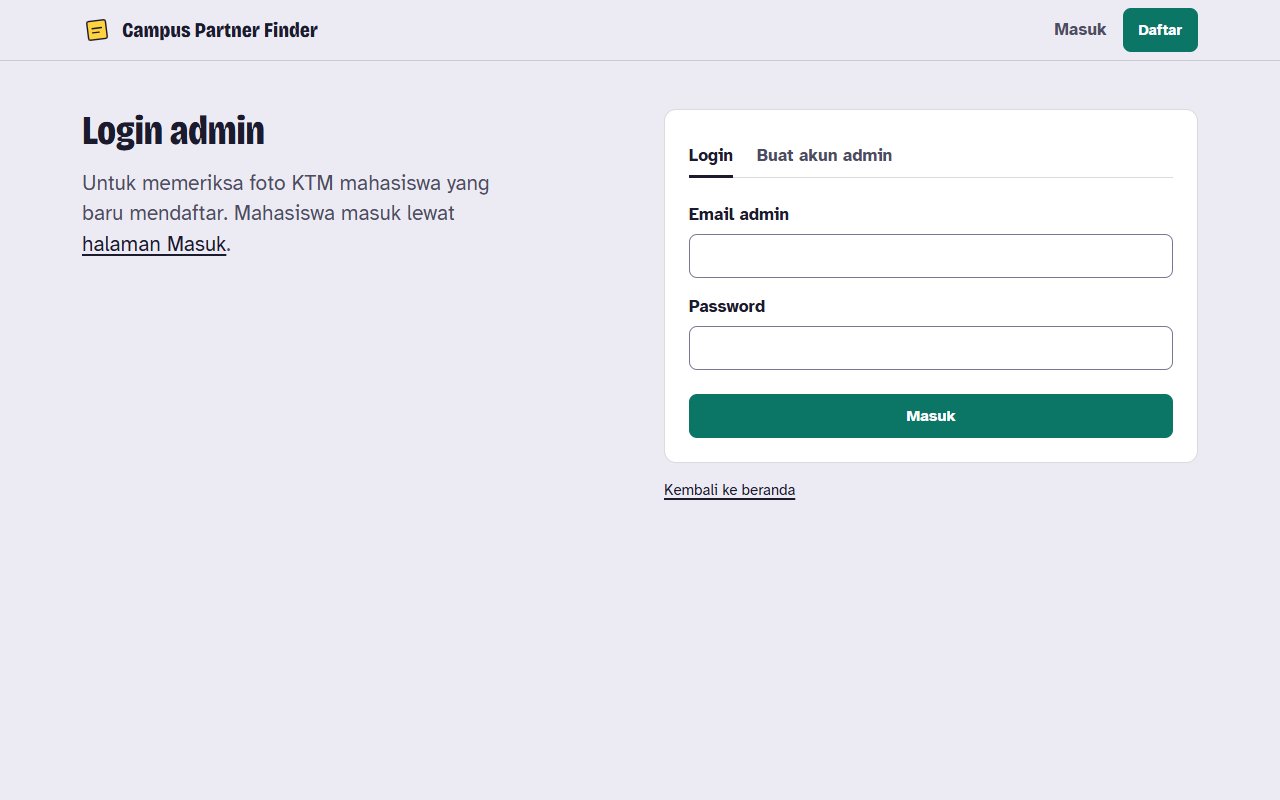 Campus Partner Finder
Masuk
Daftar
Login admin
Untuk memeriksa foto KTM mahasiswa yang
baru mendaftar. Mahasiswa masuk lewat
halaman Masuk.
Login
Buat akun admin
Email admin
Password
Masuk
Kembali ke beranda